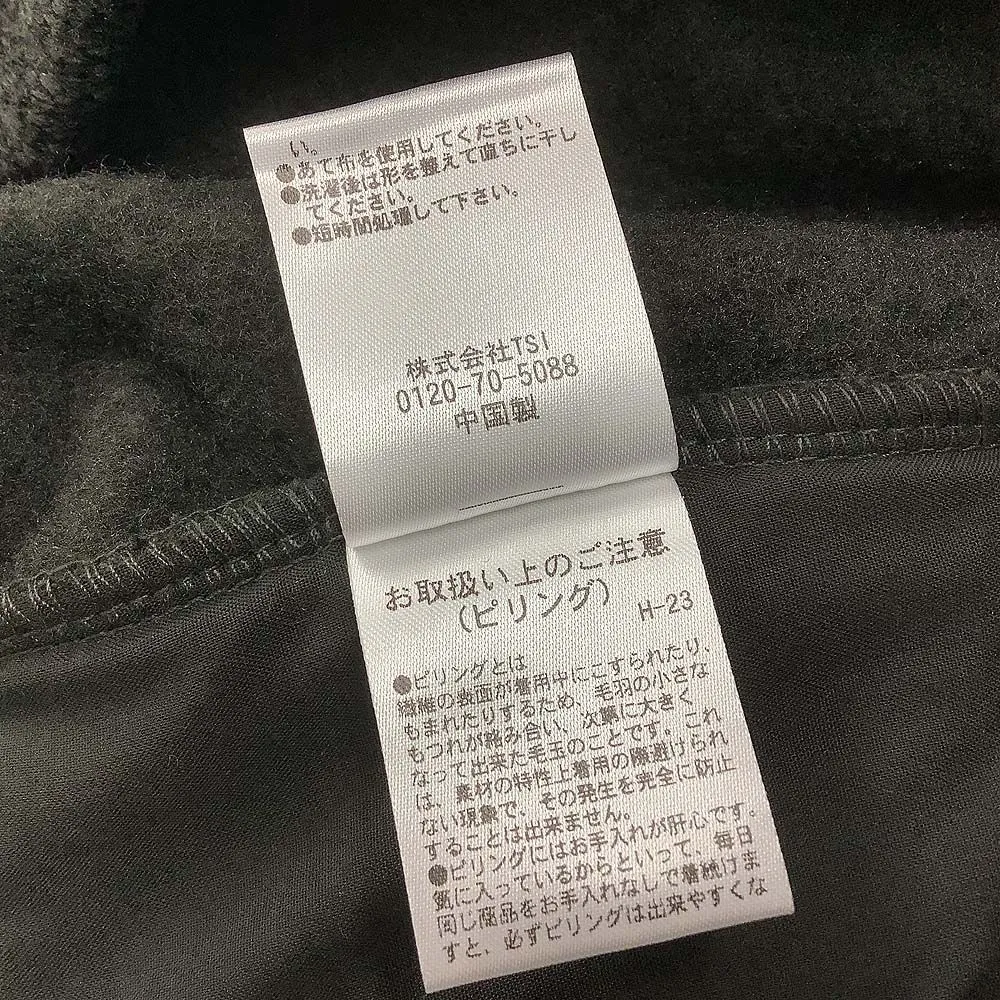 い。
●あて布を使用してください。
●洗濯後は形を整えて直ちに干し
てください。
●短時間処理して下さい。
株式会社TSI
0120-70-5088
中国製
お取扱い上のご注意
(ピリング)
H-23
●ピリングとは
繊維の表面が着用中にこすられたり、
もまれたりするため、毛羽の小さな
もつれが絡み合い、次第に大きく
なって出来た毛玉のことです。これ
は、素材の特性上着用の際避けられ
ない現象で、その発生を完全に防止
することは出来ません。
●ピリングにはお手入れが肝心です。
気に入っているからといって、毎日
同じ商品をお手入れなしで着続けま
すと、必ずピリングは出来やすくな